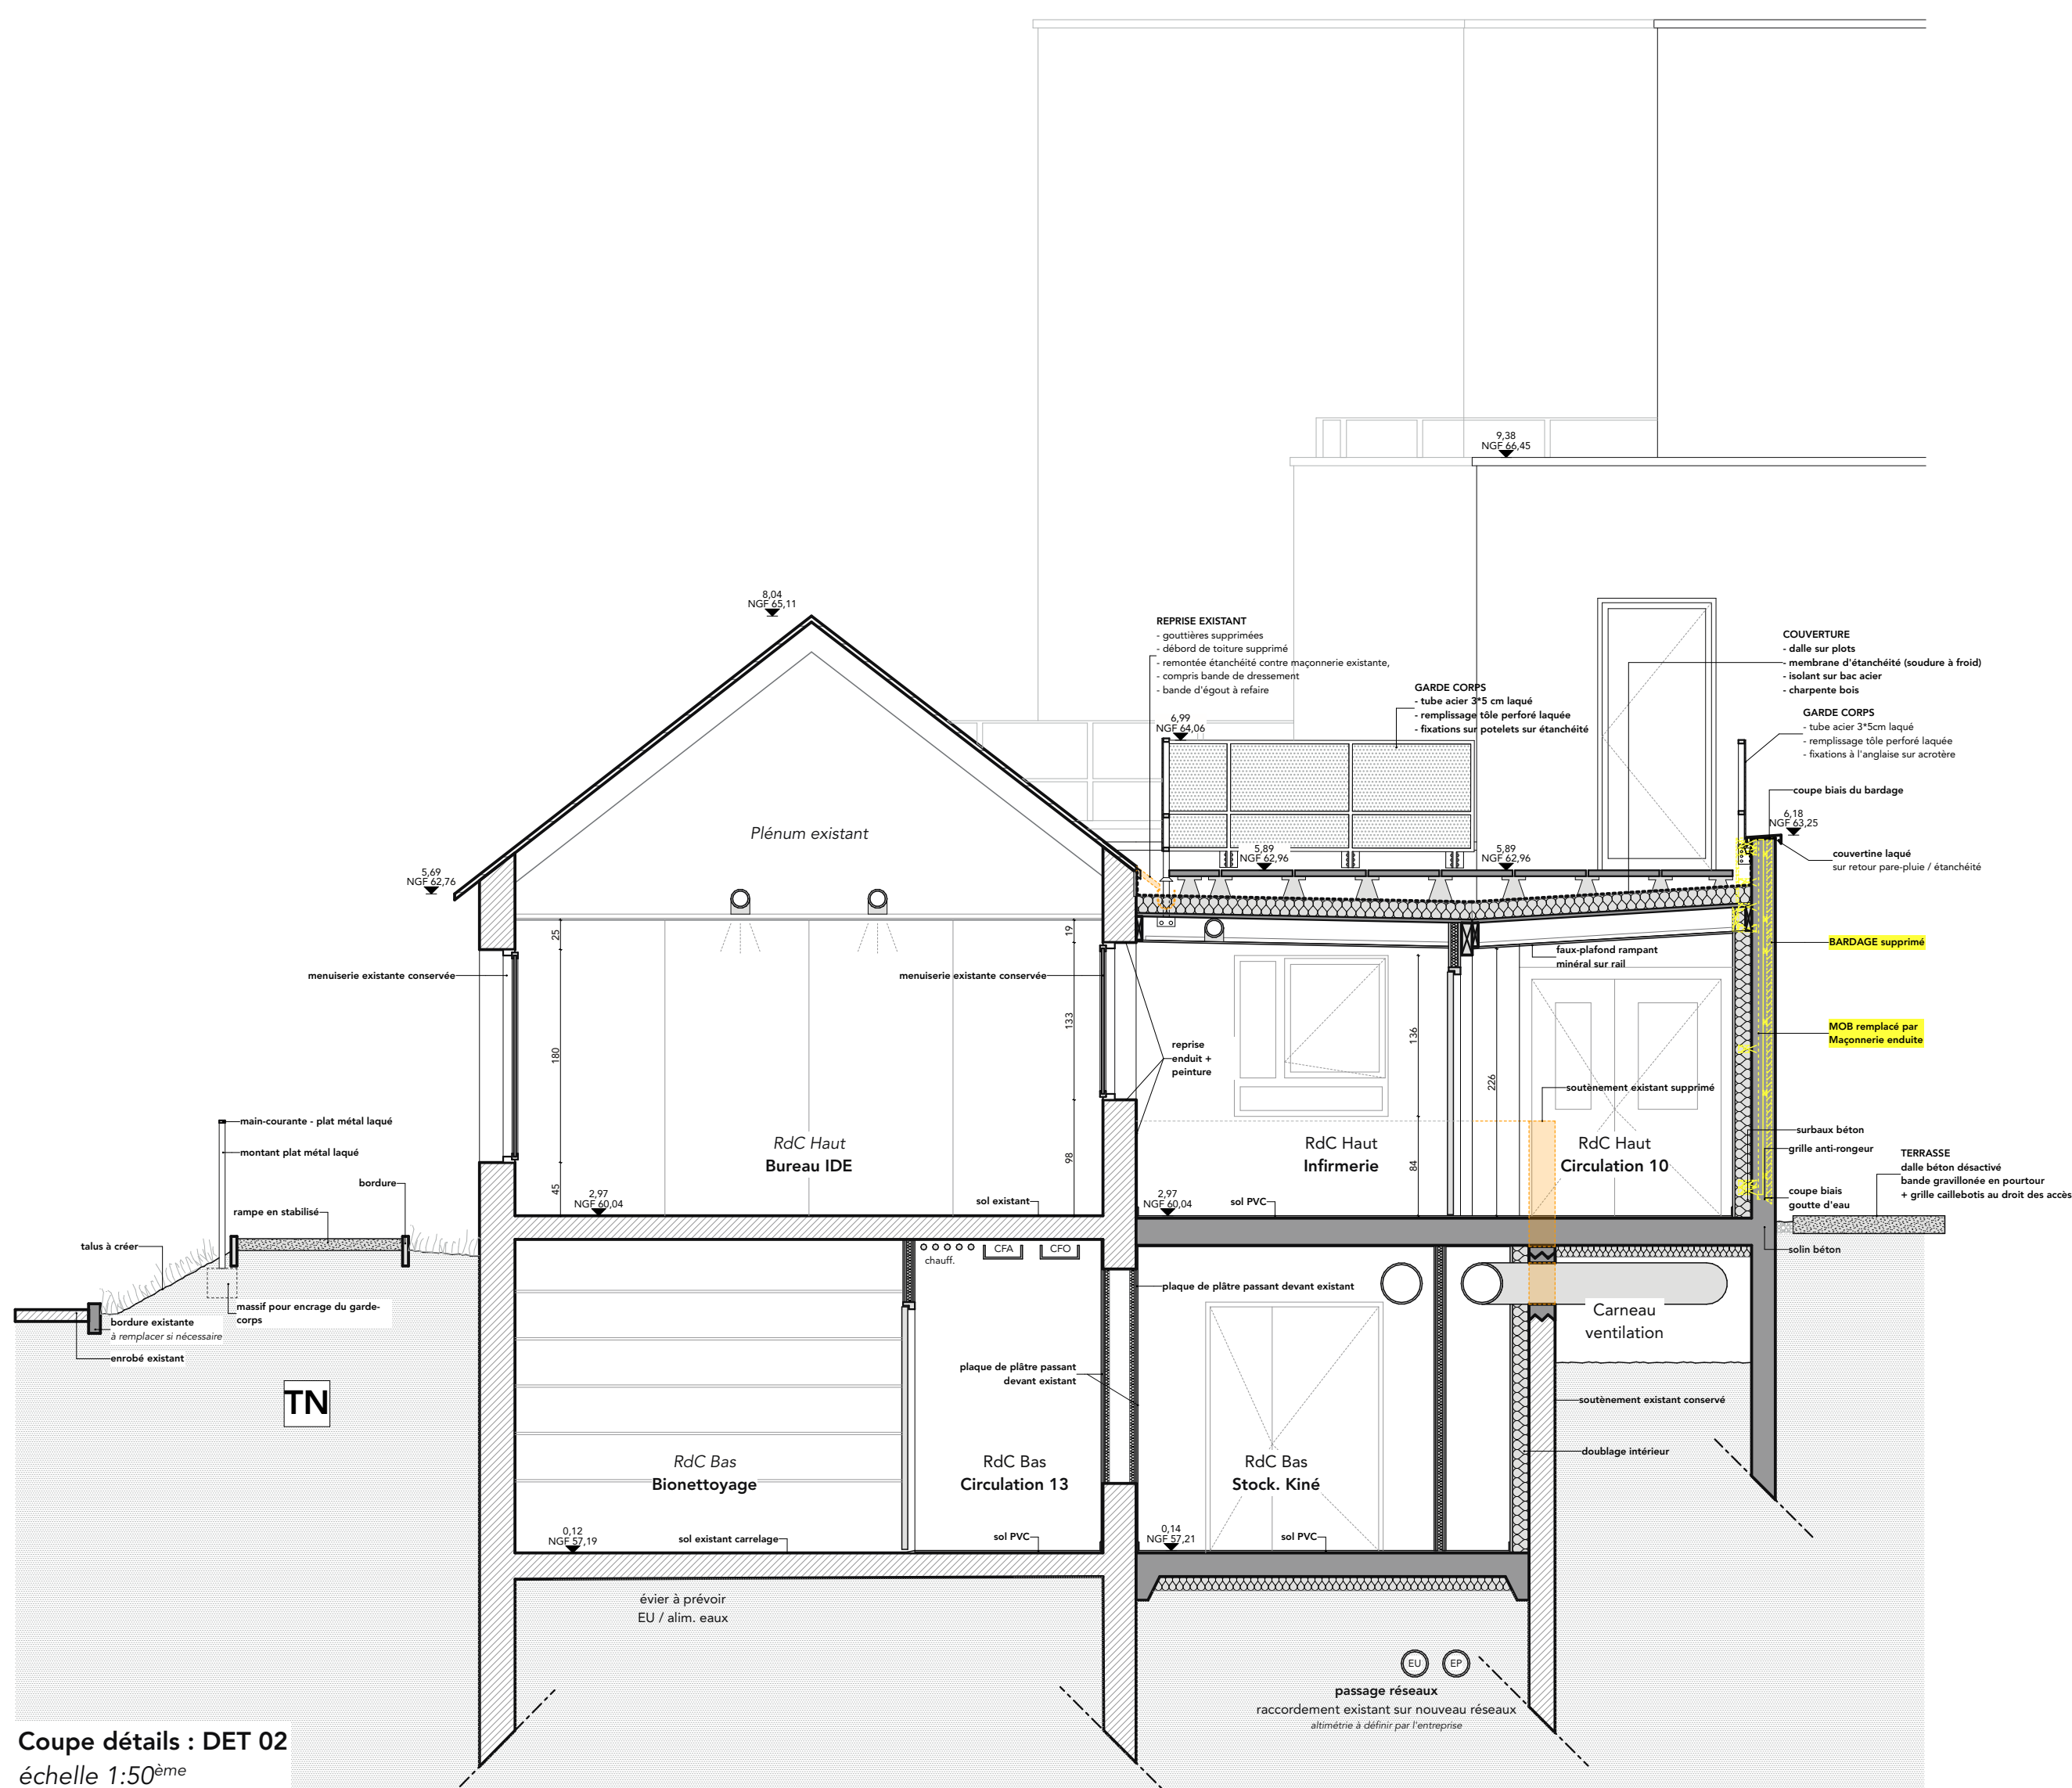 9,38
NGF 66,45
8,04
NGF 65,11
REPRISE EXISTANT
- gouttières supprimées
- débord de toiture supprimé
- remontée étanchéité contre maçonnerie existante,
- compris bande de dressement
- bande d'égout à refaire
COUVERTURE
- dalle sur plots
- membrane d'étanchéité (soudure à froid)
- isolant sur bac acier
- charpente bois
GARDE CORPS
- tube acier 3*5 cm laqué
- remplissage tôle perforé laquée
- fixations sur potelets sur étanchéité
GARDE CORPS
- tube acier 3*5cm laqué
- remplissage tôle perforé laquée
- fixations à l'anglaise sur acrotère
6,99
NGF 64,06
coupe biais du bardage
6,18
NGF 63,25
Plénum existant
5,89
NGF 62,96
5,89
NGF 62,96
couvertine laqué
sur retour pare-pluie / étanchéité
5,69
NGF 62,76
25
19
BARDAGE supprimé
faux-plafond rampant
minéral sur rail
menuiserie existante conservée
menuiserie existante conservée
133
136
180
226
MOB remplacé par
Maçonnerie enduite
reprise
enduit +
peinture
soutènement existant supprimé
main-courante - plat métal laqué
montant plat métal laqué
bordure
rampe en stabilisé
talus à créer
RdC Haut
Bureau IDE
RdC Haut
Infirmerie
RdC Haut
Circulation 10
98
84
45
surbaux béton
grille anti-rongeur
TERRASSE
dalle béton désactivé
bande gravillonée en pourtour
+ grille caillebotis au droit des accès
coupe biais
goutte d'eau
2,97
NGF 60,04
sol existant
2,97
NGF 60,04
sol PVC
solin béton
chauff.
CFA
CFO
plaque de plâtre passant devant existant
massif pour encrage du garde-
corps
bordure existante
à remplacer si nécessaire
enrobé existant
Carneau
ventilation
plaque de plâtre passant
devant existant
TN
soutènement existant conservé
doublage intérieur
RdC Bas
Bionettoyage
RdC Bas
Circulation 13
RdC Bas
Stock. Kiné
0,12
NGF 57,19
sol existant carrelage
sol PVC
0,14
NGF 57,21
sol PVC
évier à prévoir
EU / alim. eaux
EU
EP
passage réseaux
raccordement existant sur nouveau réseaux
altimétrie à définir par l'entreprise
Coupe détails : DET 02
échelle 1:50ème